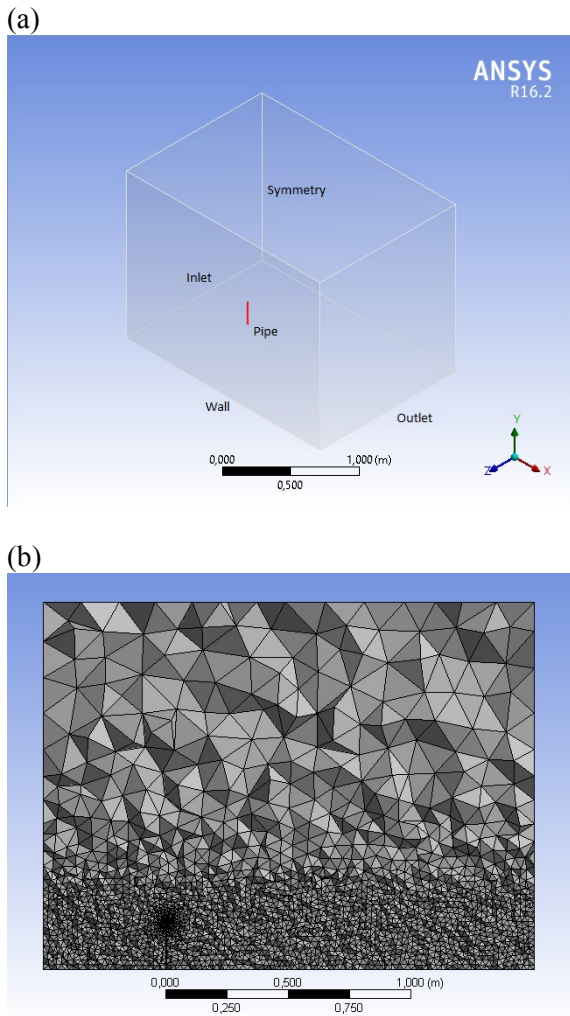 (a)
ANSYS
R16.2
Symmetry
Inlet
Pipe
Wall
Outlet
0,000 1,000 (m)
0,500
Y
Z X
(b)
0,000 0,500 1,000 (m)
0,250 0,750